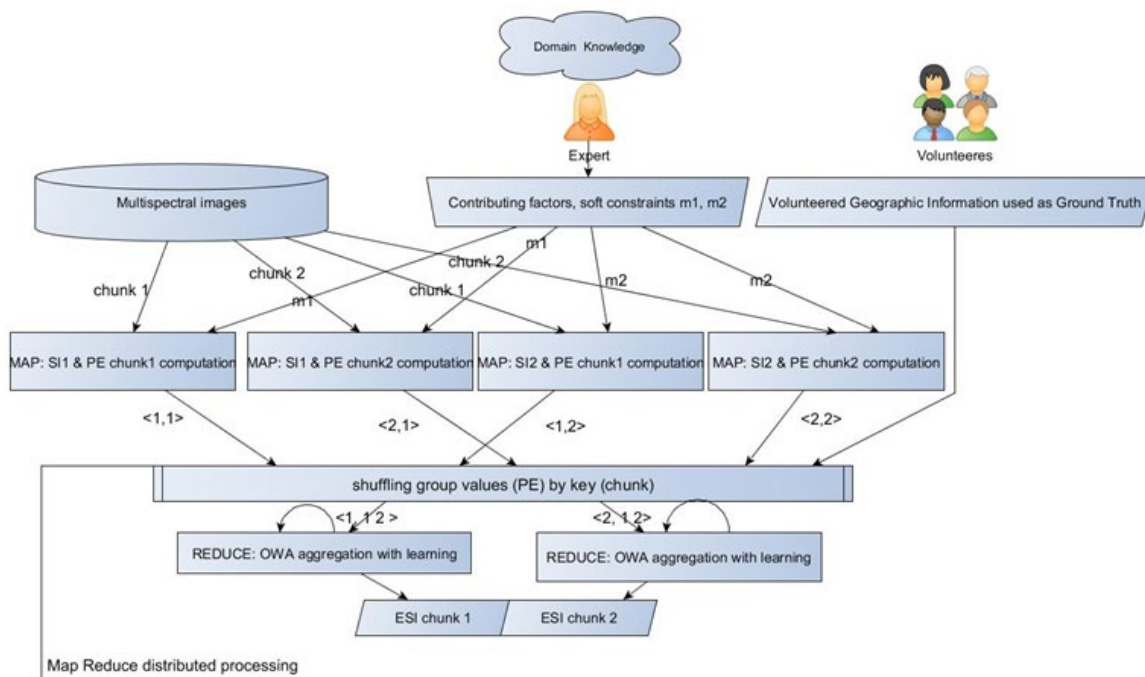 Domain Knowledge
Expert
Volunteeres
Multispectral images
Contributing factors, soft constraints m1, m2
Volunteered Geographic Information used as Ground Truth
m1
chunk 2
chunk 2
m2
m2
chunk 1
chunk 1
m1
MAP: SI1 & PE chunk1 computation
MAP: SI1 & PE chunk2 computation
MAP: SI2 & PE chunk1 computation
MAP: SI2 & PE chunk2 computation
<1,1>
<2,1>
<1,2>
<2,2>
shuffling group values (PE) by key (chunk)
<1, 1 2 >
<2, 1 2>
REDUCE: OWA aggregation with learning
REDUCE: OWA aggregation with learning
ESI chunk 1
ESI chunk 2
Map Reduce distributed processing